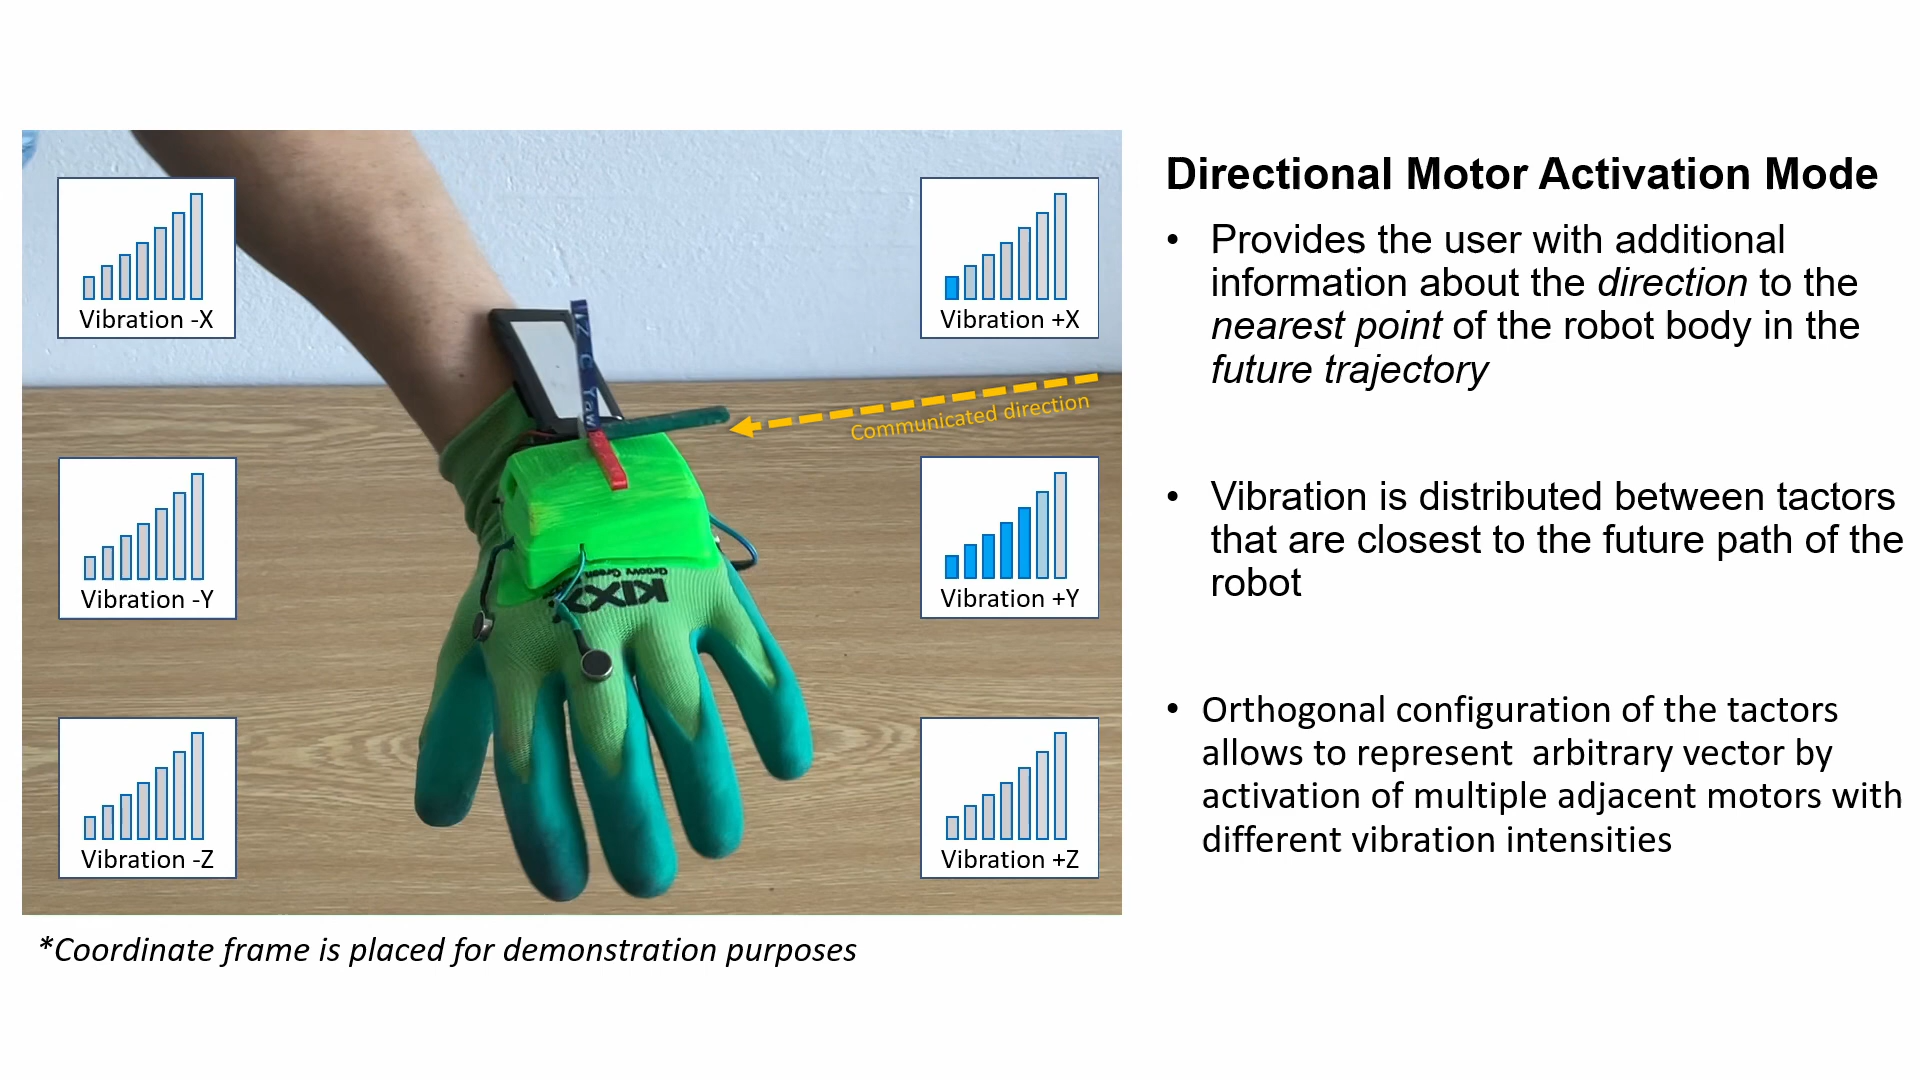 Directional Motor Activation Mode
• Provides the user with additional
information about the direction to the
nearest point of the robot body in the
future trajectory
• Vibration is distributed between tactors
that are closest to the future path of the
robot
• Orthogonal configuration of the tactors
allows to represent arbitrary vector by
activation of multiple adjacent motors with
different vibration intensities
Vibration -X
Vibration +X
Communicated direction
Vibration -Y
Vibration +Y
Groovy Green
KIXX
Vibration -Z
Vibration +Z
*Coordinate frame is placed for demonstration purposes